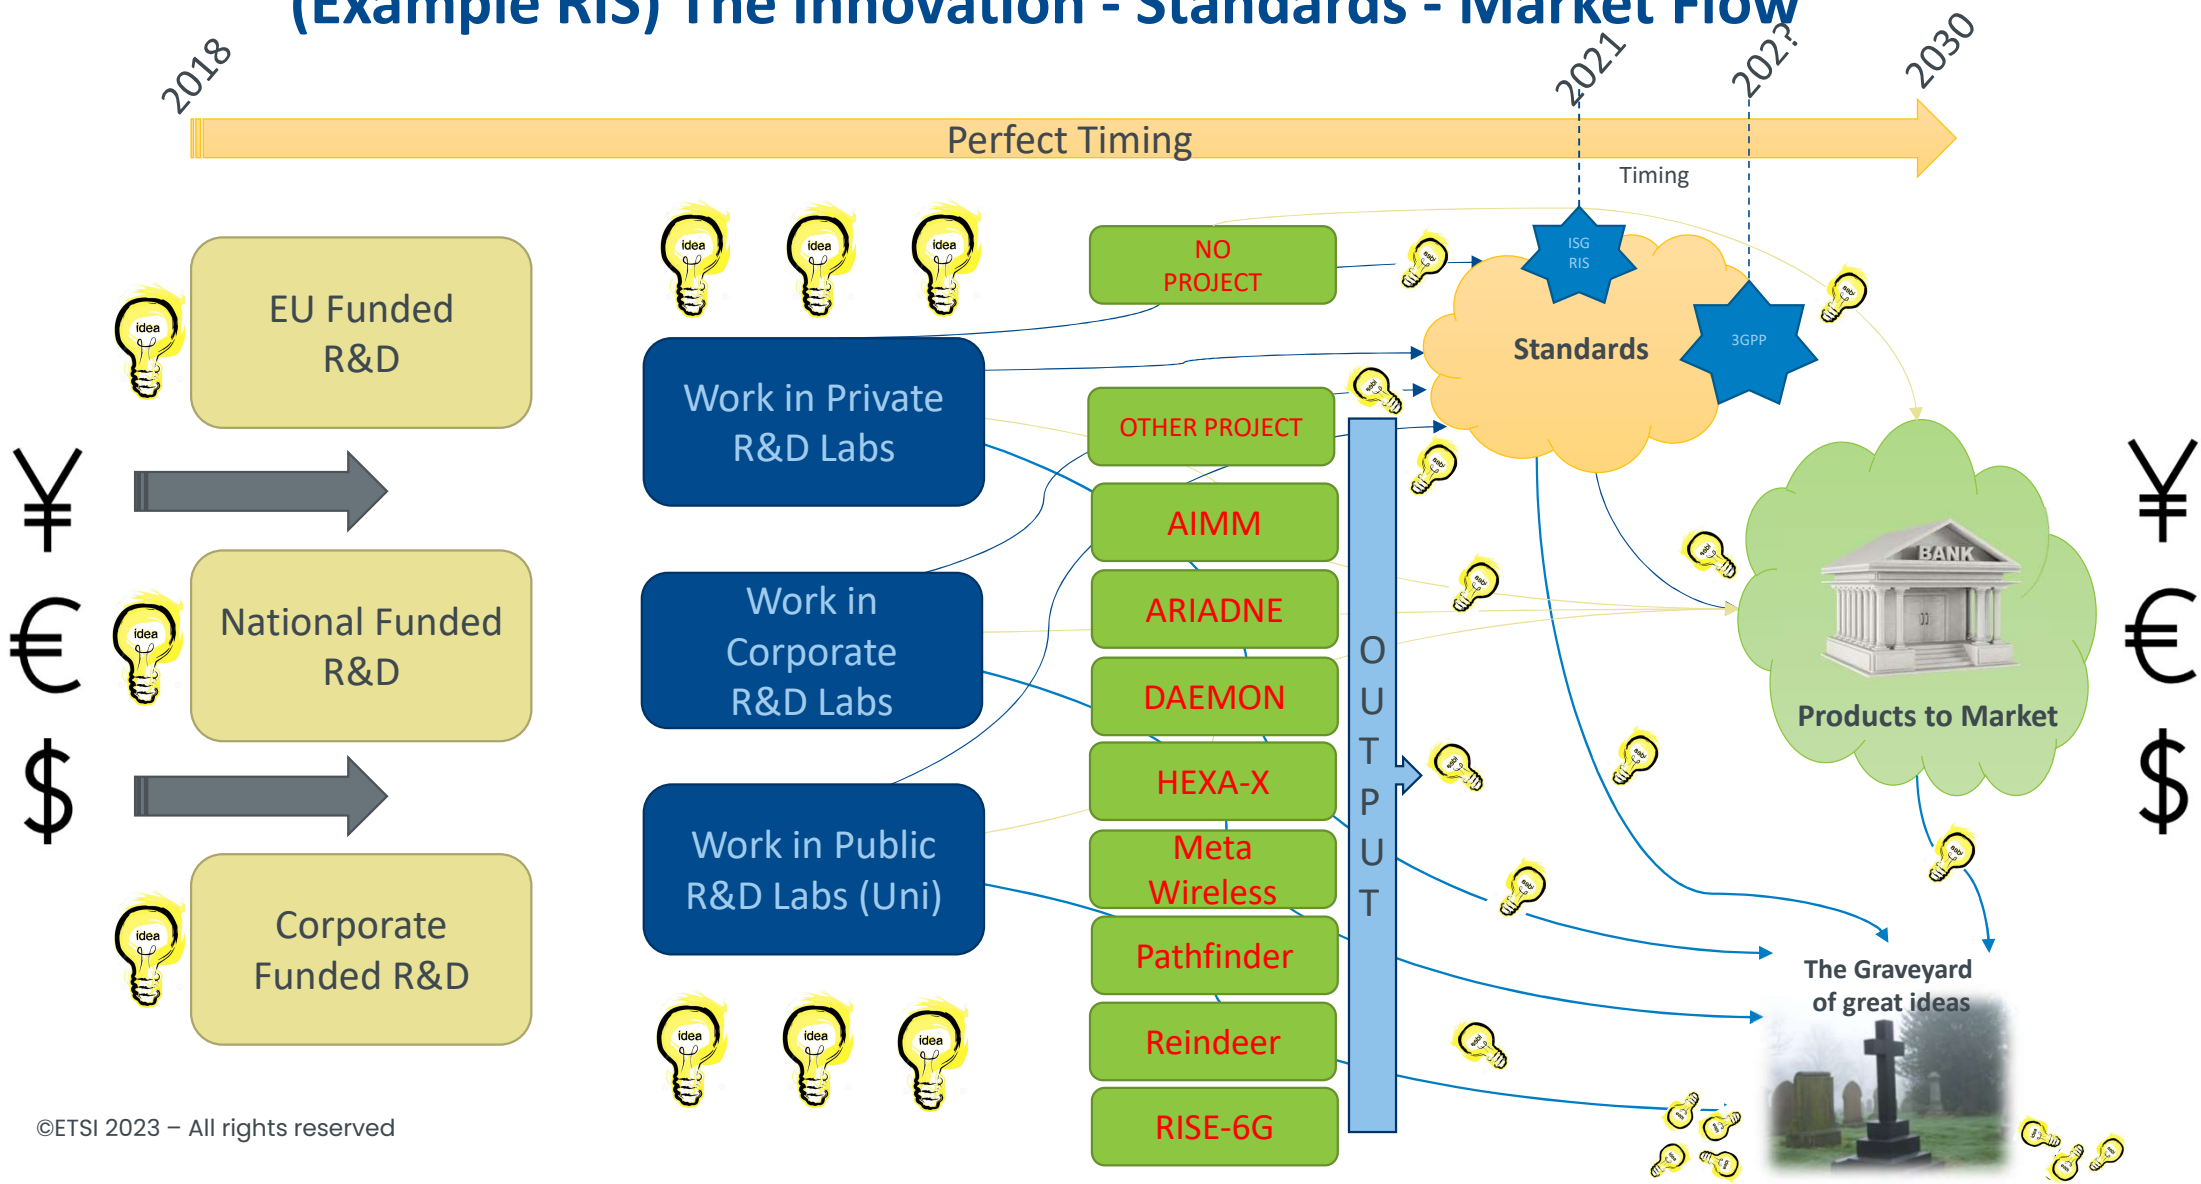 (Example RIS) The Innovation - Standards - Market Flow
2018
2021
202?
2030
Perfect Timing
Timing
idea
EU Funded
R&D
idea
National Funded
R&D
idea
Corporate
Funded R&D
¥
€
$
idea
idea
idea
Work in Private
R&D Labs
Work in
Corporate
R&D Labs
Work in Public
R&D Labs (Uni)
idea
idea
idea
NO
PROJECT
OTHER PROJECT
AIMM
ARIADNE
DAEMON
HEXA-X
Meta
Wireless
Pathfinder
Reindeer
RISE-6G
O
U
T
P
U
T
ISG
RIS
Standards
3GPP
BANK
Products to Market
The Graveyard
of great ideas
¥
€
$
©ETSI 2023 – All rights reserved